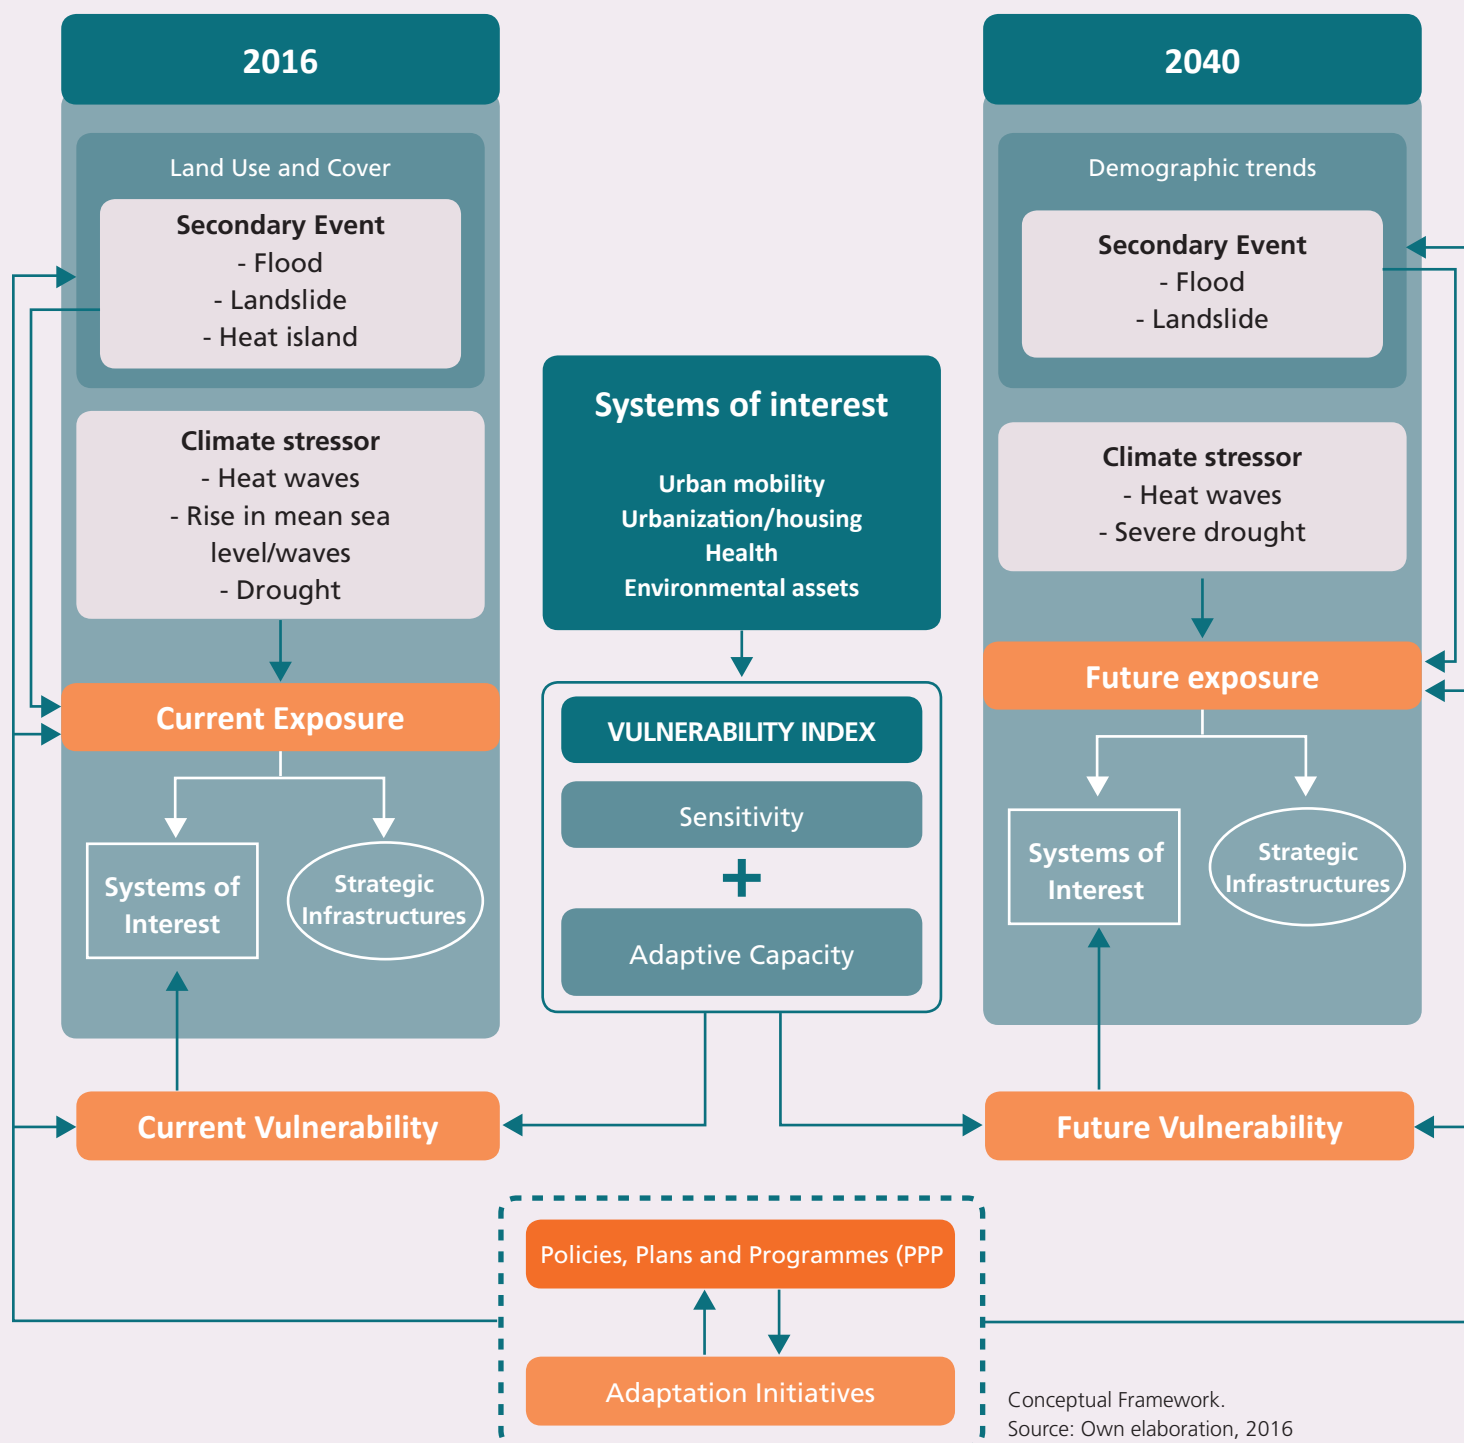 2016
Land Use and Cover
Secondary Event
- Flood
- Landslide
- Heat island
Climate stressor
- Heat waves
- Rise in mean sea
level/waves
- Drought
Current Exposure
Systems of
Interest
Strategic
Infrastructures
Current Vulnerability
Systems of interest
Urban mobility
Urbanization/housing
Health
Environmental assets
VULNERABILITY INDEX
Sensitivity
+
Adaptive Capacity
2040
Demographic trends
Secondary Event
- Flood
- Landslide
Climate stressor
- Heat waves
- Severe drought
Future exposure
Systems of
Interest
Strategic
Infrastructures
Future Vulnerability
Policies, Plans and Programmes (PPP
Adaptation Initiatives
Conceptual Framework.
Source: Own elaboration, 2016